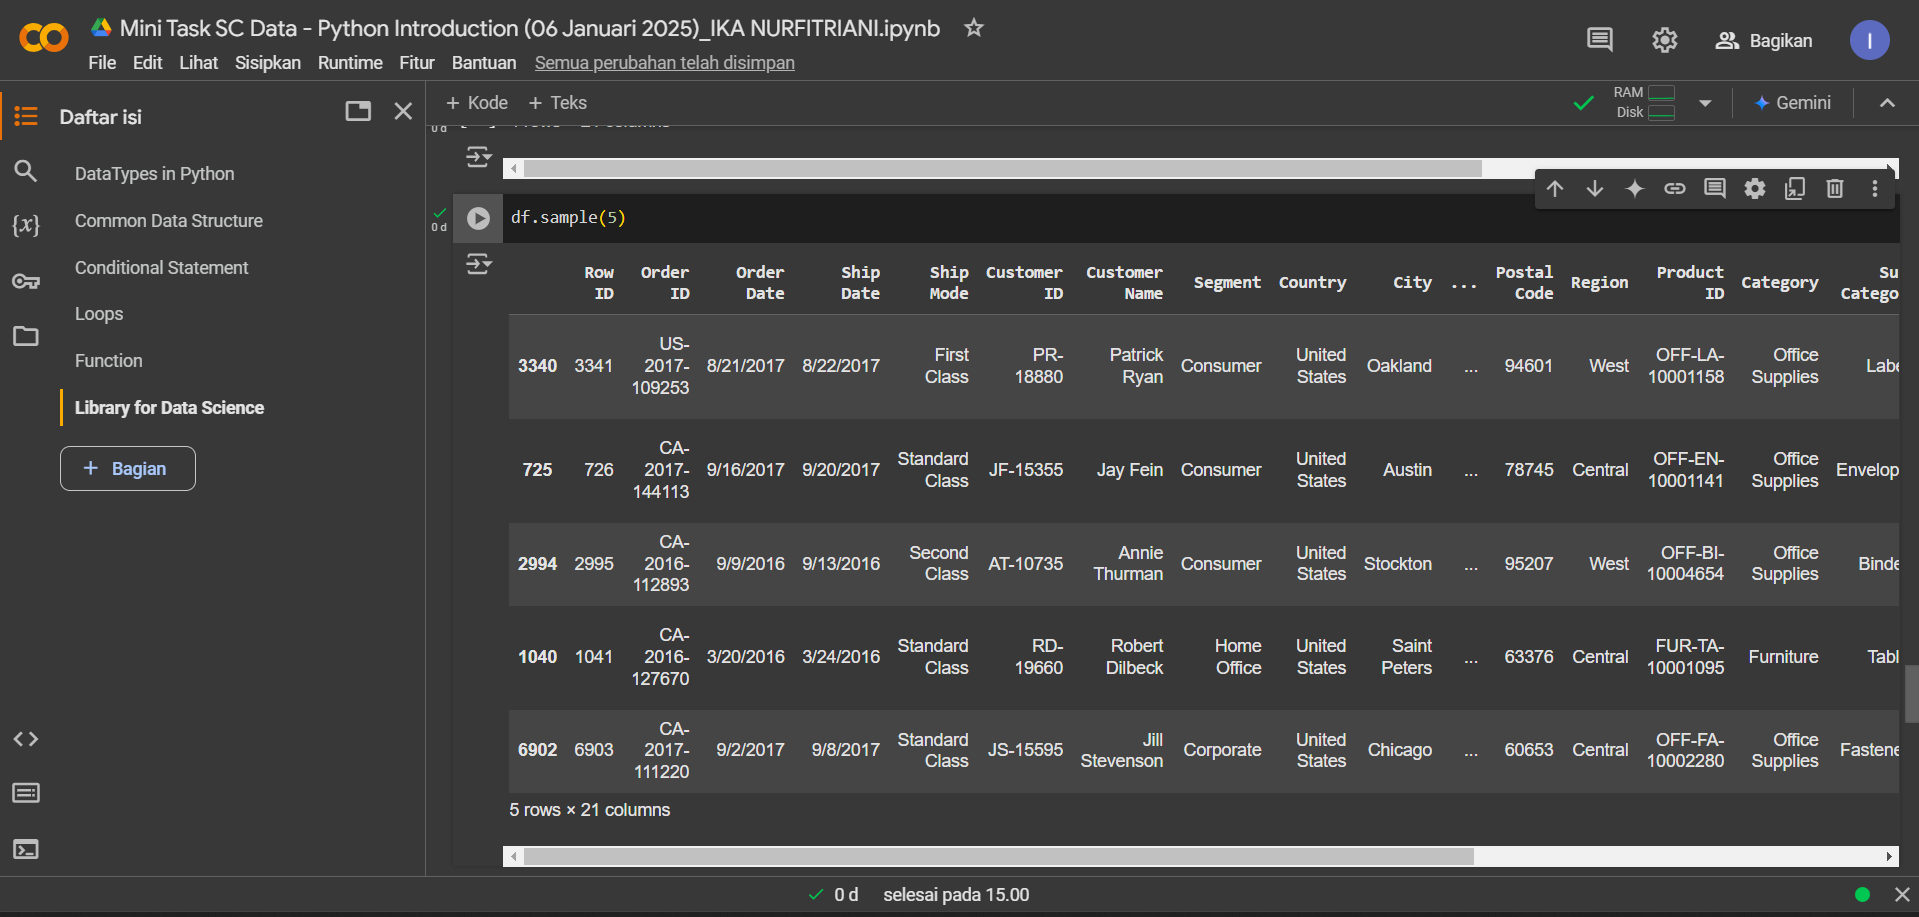 Mini Task SC Data - Python Introduction (06 Januari 2025)_IKA NURFITRIANI.ipynb
File Edit Lihat Sisipkan Runtime Fitur Bantuan Semua perubahan telah disimpan
Bagikan
I
Daftar isi
DataTypes in Python
Common Data Structure
Conditional Statement
Loops
Function
Library for Data Science
+ Bagian
+ Kode + Teks
RAM
Disk
Gemini
{x}
0 d
df.sample(5)
Row ID Order ID Order Date Ship Date Ship Mode Customer ID Customer Name Segment Country City ... Postal Code Region Product ID Category Su Catego
3340 3341 US-2017-109253 8/21/2017 8/22/2017 First Class PR-18880 Patrick Ryan Consumer United States Oakland ... 94601 West OFF-LA-10001158 Office Supplies Labe
725 726 CA-2017-144113 9/16/2017 9/20/2017 Standard Class JF-15355 Jay Fein Consumer United States Austin ... 78745 Central OFF-EN-10001141 Office Supplies Envelop
2994 2995 CA-2016-112893 9/9/2016 9/13/2016 Second Class AT-10735 Annie Thurman Consumer United States Stockton ... 95207 West OFF-BI-10004654 Office Supplies Binde
1040 1041 CA-2016-127670 3/20/2016 3/24/2016 Standard Class RD-19660 Robert Dilbeck Home Office United States Saint Peters ... 63376 Central FUR-TA-10001095 Furniture Tabl
6902 6903 CA-2017-111220 9/2/2017 9/8/2017 Standard Class JS-15595 Jill Stevenson Corporate United States Chicago ... 60653 Central OFF-FA-10002280 Office Supplies Fastene
5 rows × 21 columns
0 d selesai pada 15.00